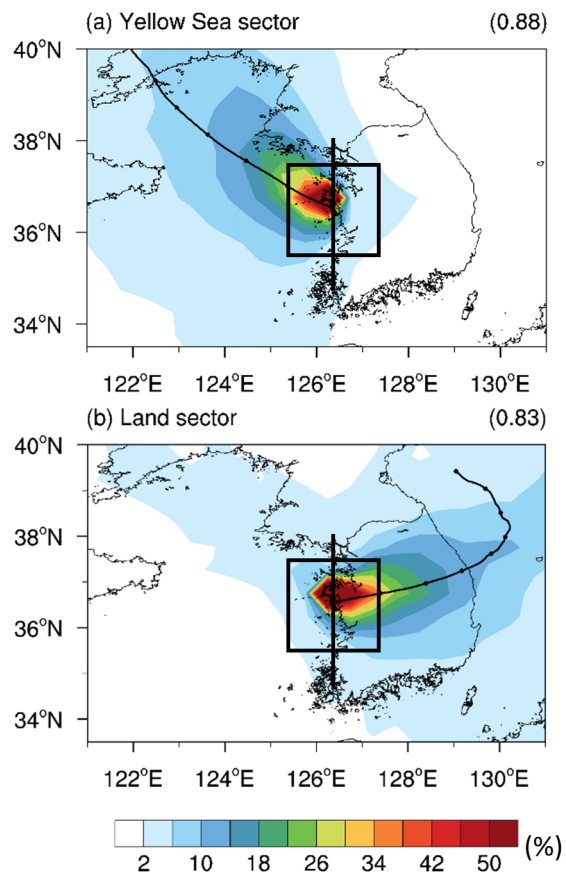 (a) Yellow Sea sector (0.88)
40°N
38°N
36°N
34°N
122°E 124°E 126°E 128°E 130°E
(b) Land sector (0.83)
40°N
38°N
36°N
34°N
122°E 124°E 126°E 128°E 130°E
2 10 18 26 34 42 50 (%)